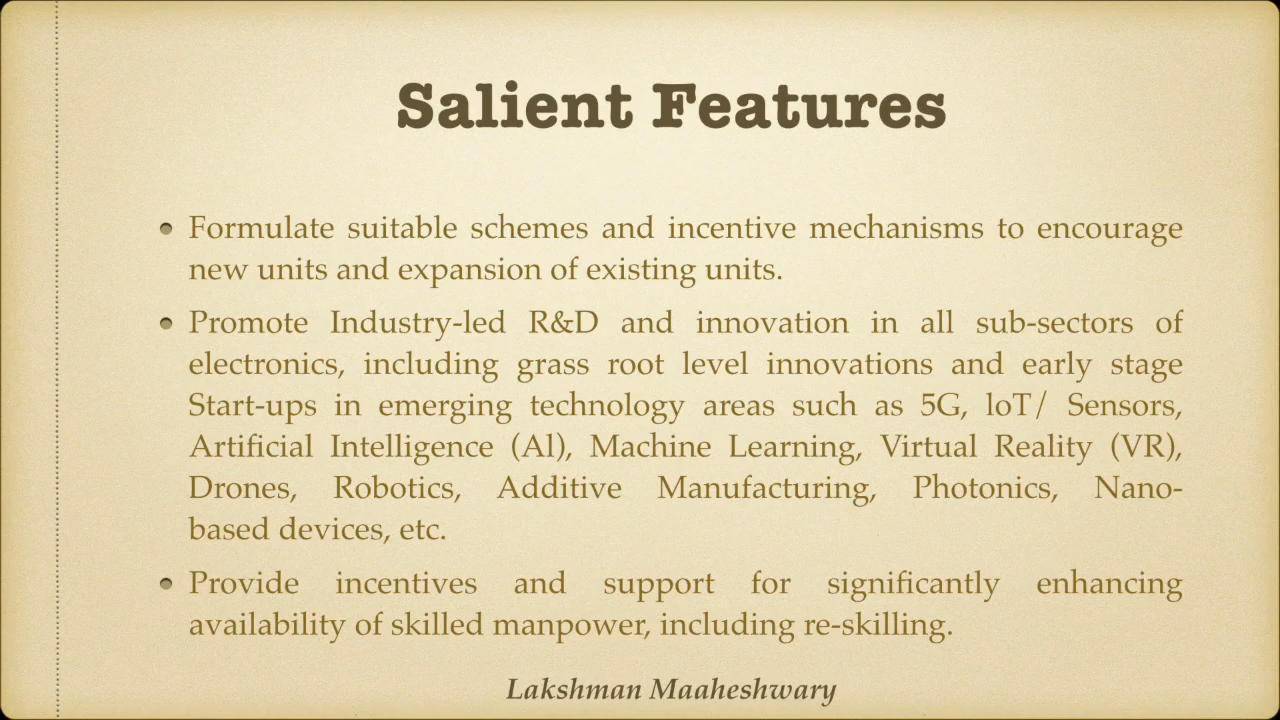 Salient Features
• Formulate suitable schemes and incentive mechanisms to encourage
new units and expansion of existing units.
• Promote Industry-led R&D and innovation in all sub-sectors of
electronics, including grass root level innovations and early stage
Start-ups in emerging technology areas such as 5G, loT/ Sensors,
Artificial Intelligence (Al), Machine Learning, Virtual Reality (VR),
Drones, Robotics, Additive Manufacturing, Photonics, Nano-
based devices, etc.
• Provide incentives and support for significantly enhancing
availability of skilled manpower, including re-skilling.
Lakshman Maaheshwary